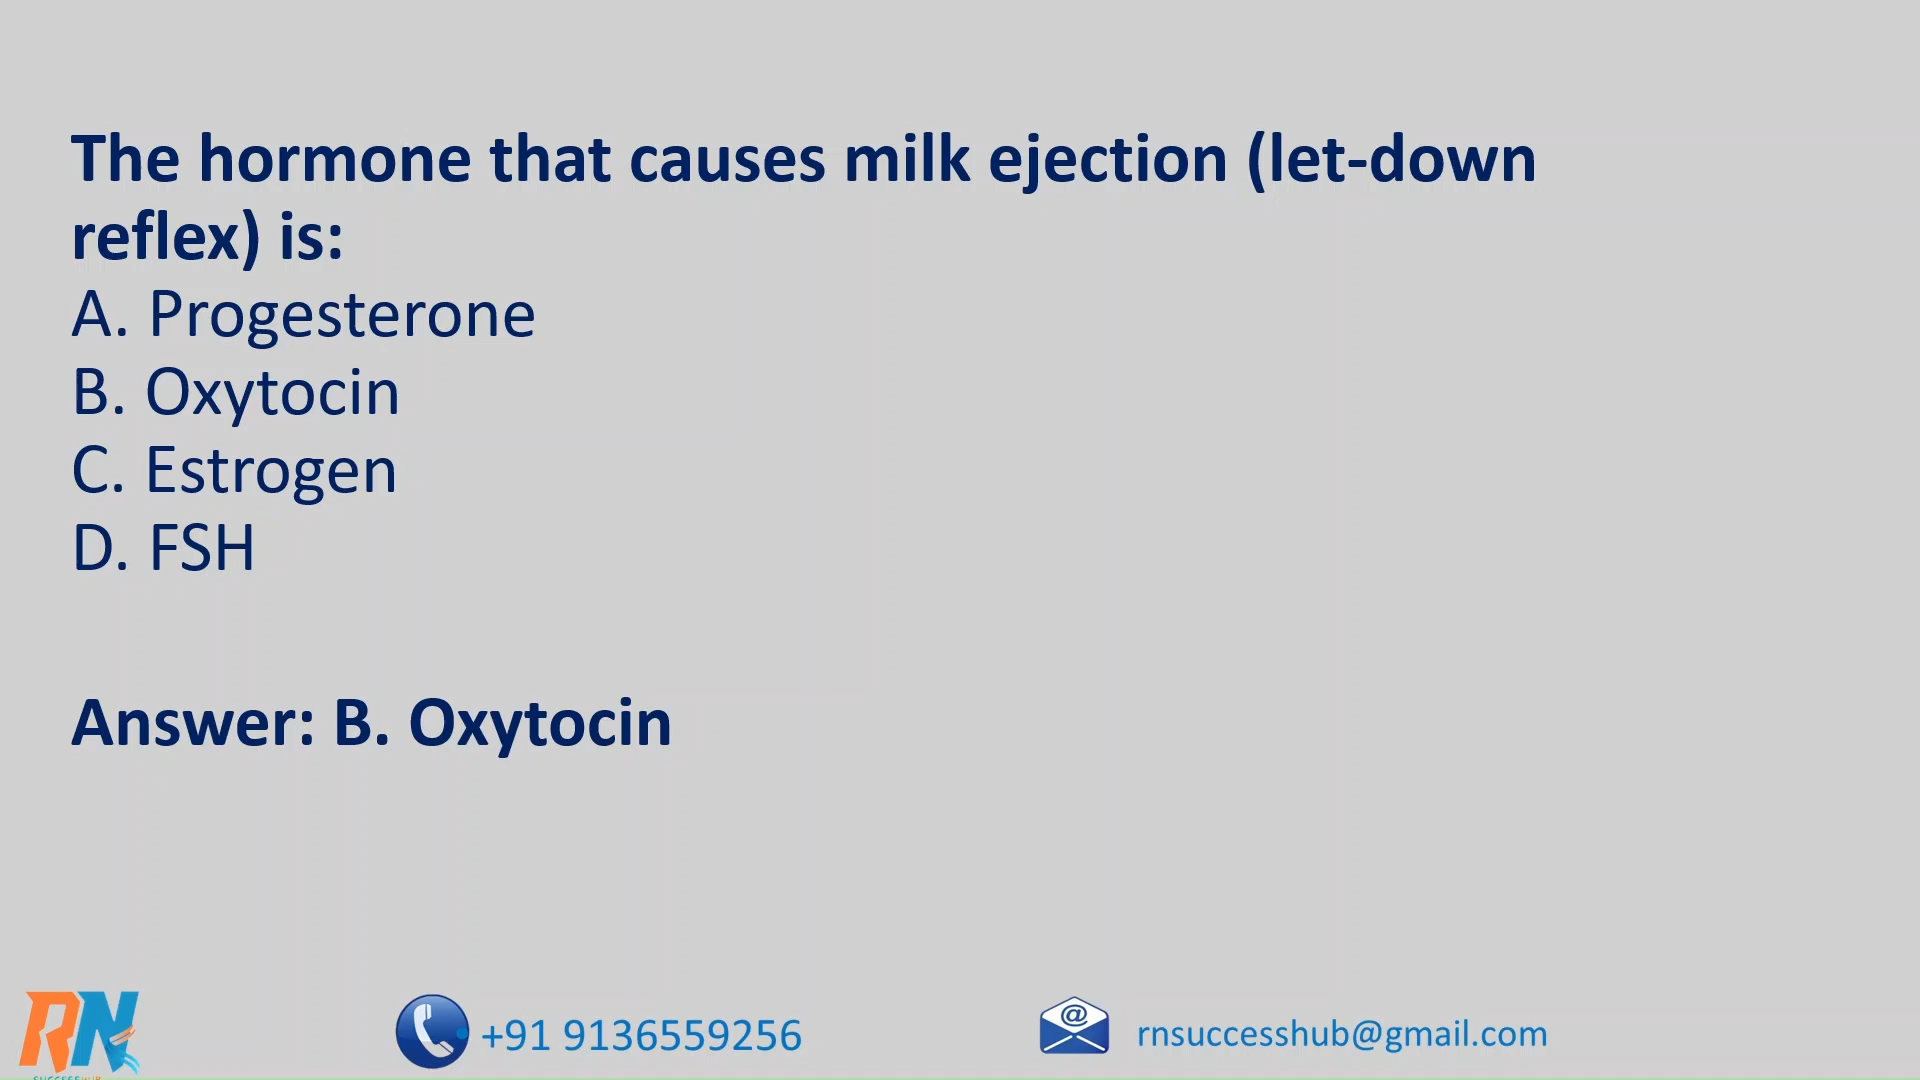 The hormone that causes milk ejection (let-down
reflex) is:
A. Progesterone
B. Oxytocin
C. Estrogen
D. FSH
Answer: B. Oxytocin
RN
+91 9136559256
@
rnsuccesshub@gmail.com